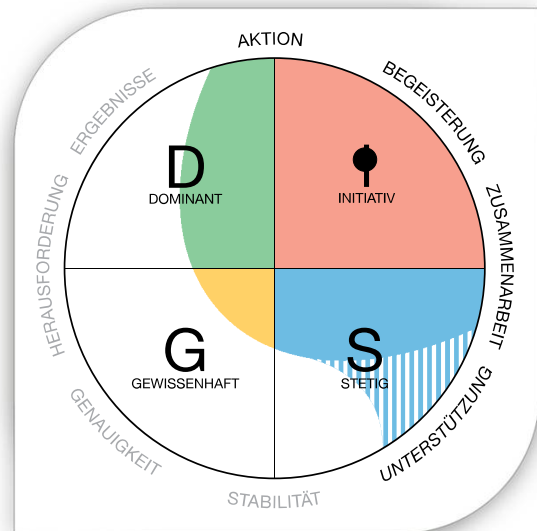 AKTION
BEGEISTERUNG
ZUSAMMENARBEIT
UNTERSTÜTZUNG
STABILITÄT
GENAUIGKEIT
HERAUSFORDERUNG
ERGEBNISSE
D
DOMINANT
i
INITIATIV
G
GEWISSENHAFT
S
STETIG